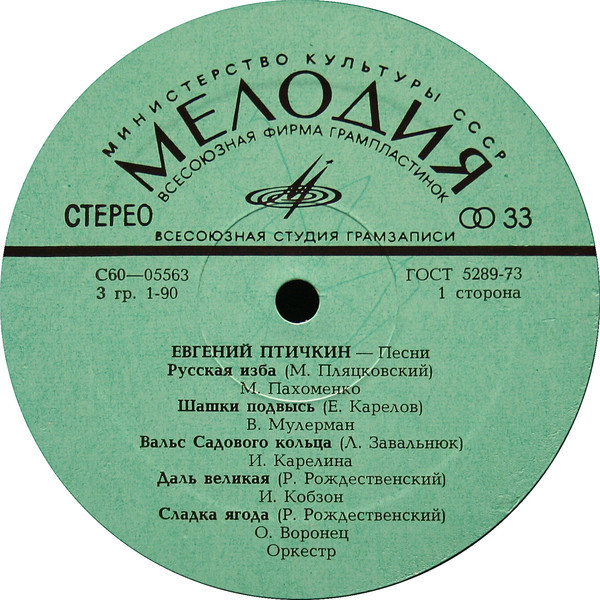 МИНИСТЕРСТВО КУЛЬТУРЫ СССР
МЕЛОДИЯ
ВСЕСОЮЗНАЯ ФИРМА ГРАМПЛАСТИНОК
СТЕРЕО 33
ВСЕСОЮЗНАЯ СТУДИЯ ГРАМЗАПИСИ
С60—05563 ГОСТ 5289-73
3 гр. 1-90 1 сторона
ЕВГЕНИЙ ПТИЧКИН — Песни
Русская изба (М. Пляцковский)
М. Пахоменко
Шашки подвысь (Е. Карелов)
В. Мулерман
Вальс Садового кольца (Л. Завальнюк)
И. Карелина
Даль великая (Р. Рождественский)
И. Кобзон
Сладка ягода (Р. Рождественский)
О. Воронец
Оркестр